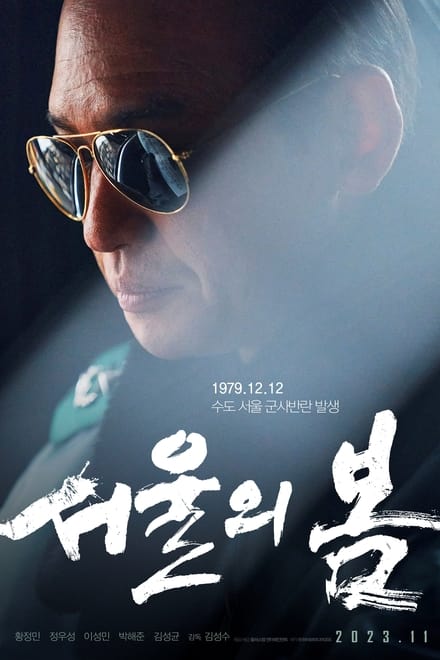 1979.12.12
수도 서울 군사반란 발생
서울의 봄
황정민 정우성 이성민 박해준 김성균 감독 김성수
2023.11